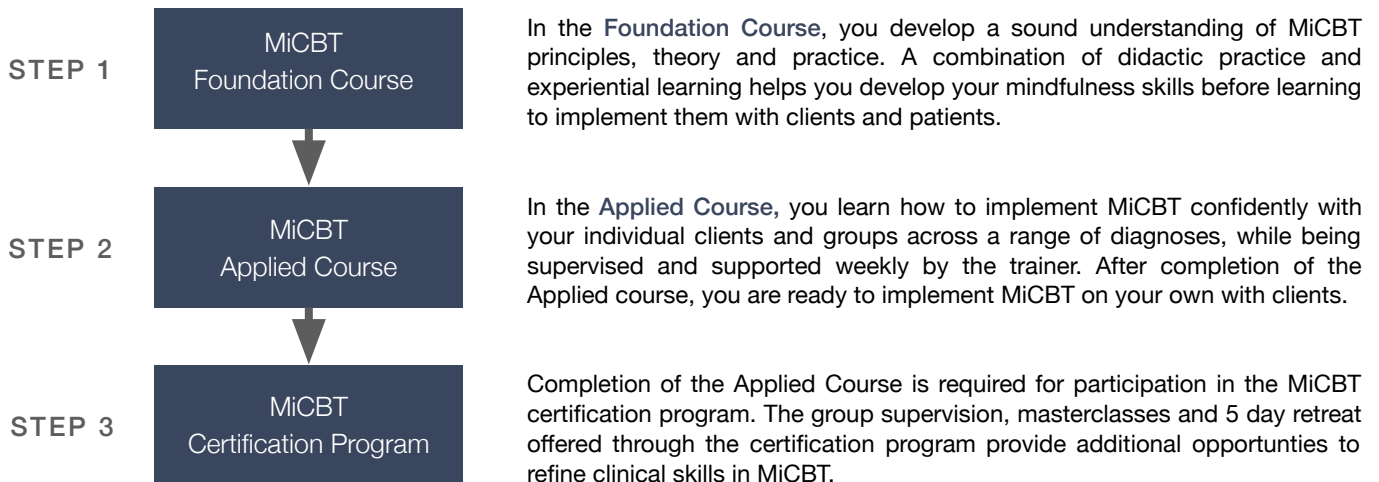 STEP 1
MiCBT
Foundation Course
In the Foundation Course, you develop a sound understanding of MiCBT
principles, theory and practice. A combination of didactic practice and
experiential learning helps you develop your mindfulness skills before learning
to implement them with clients and patients.
STEP 2
MiCBT
Applied Course
In the Applied Course, you learn how to implement MiCBT confidently with
your individual clients and groups across a range of diagnoses, while being
supervised and supported weekly by the trainer. After completion of the
Applied course, you are ready to implement MiCBT on your own with clients.
STEP 3
MiCBT
Certification Program
Completion of the Applied Course is required for participation in the MiCBT
certification program. The group supervision, masterclasses and 5 day retreat
offered through the certification program provide additional opportunties to
refine clinical skills in MiCBT.